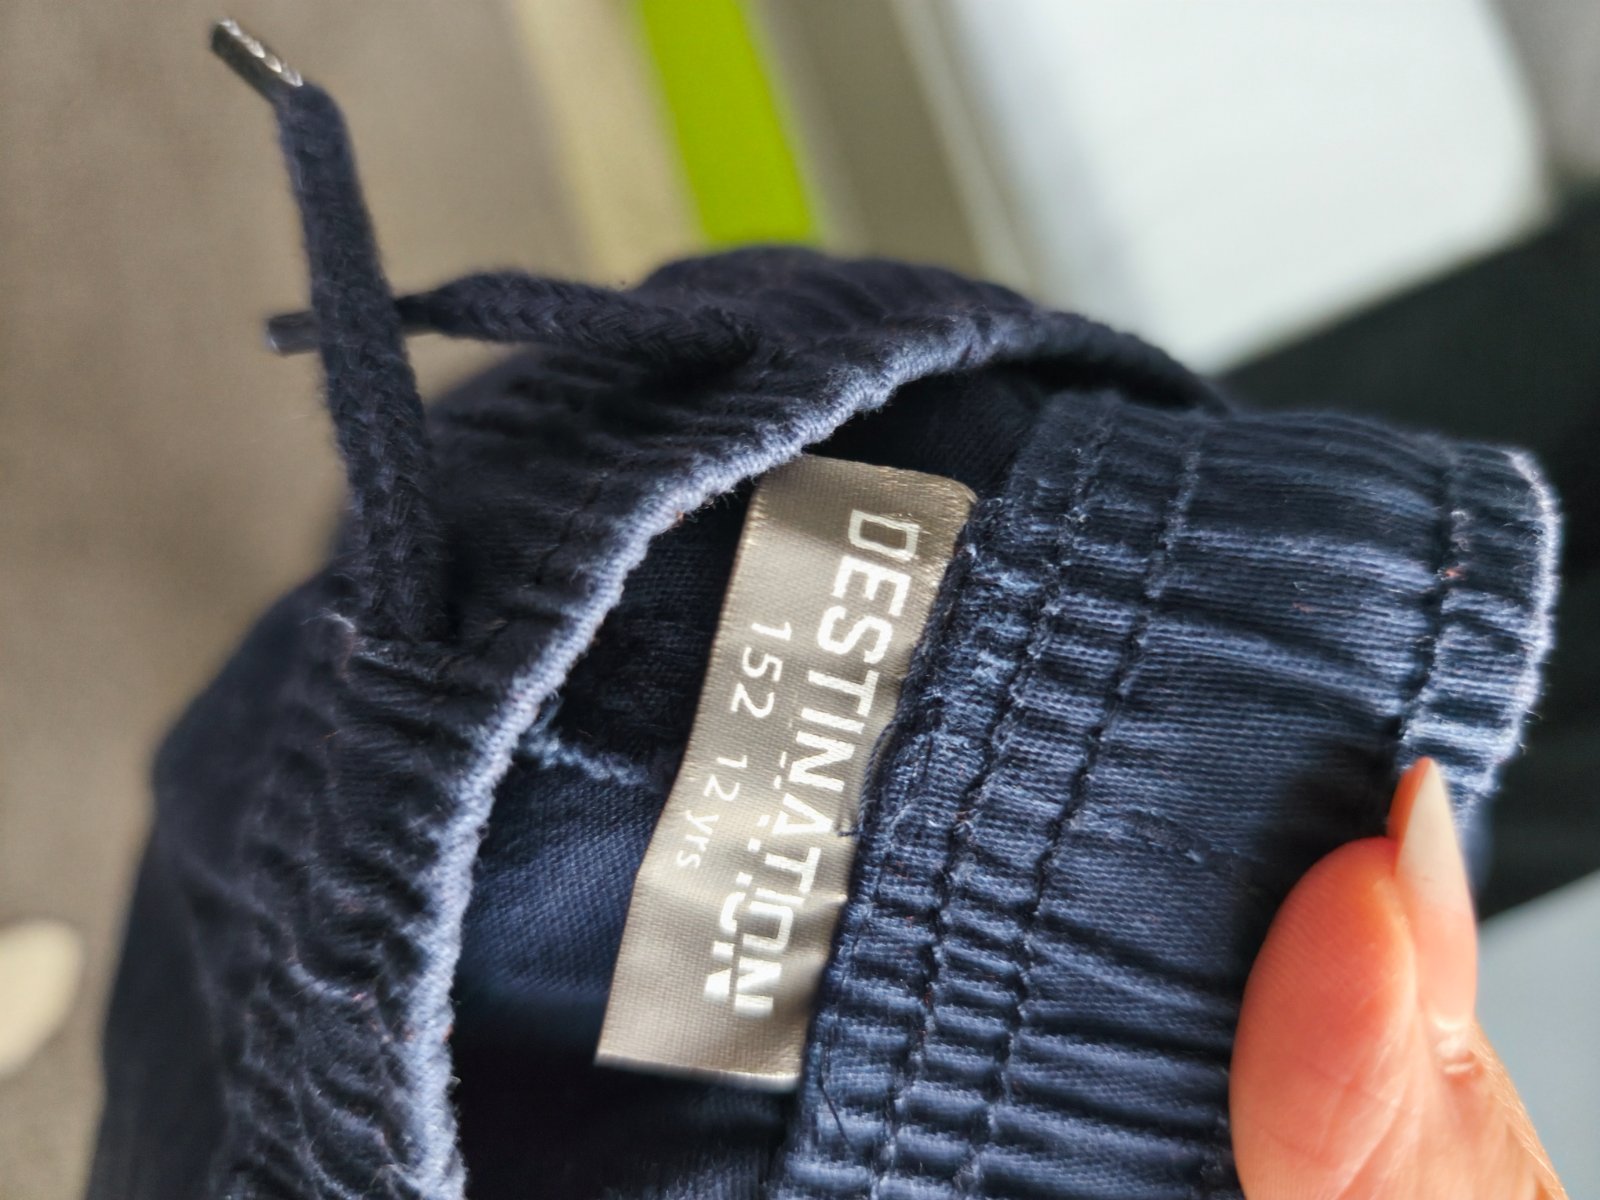 DESTINATION
152 12 yrs